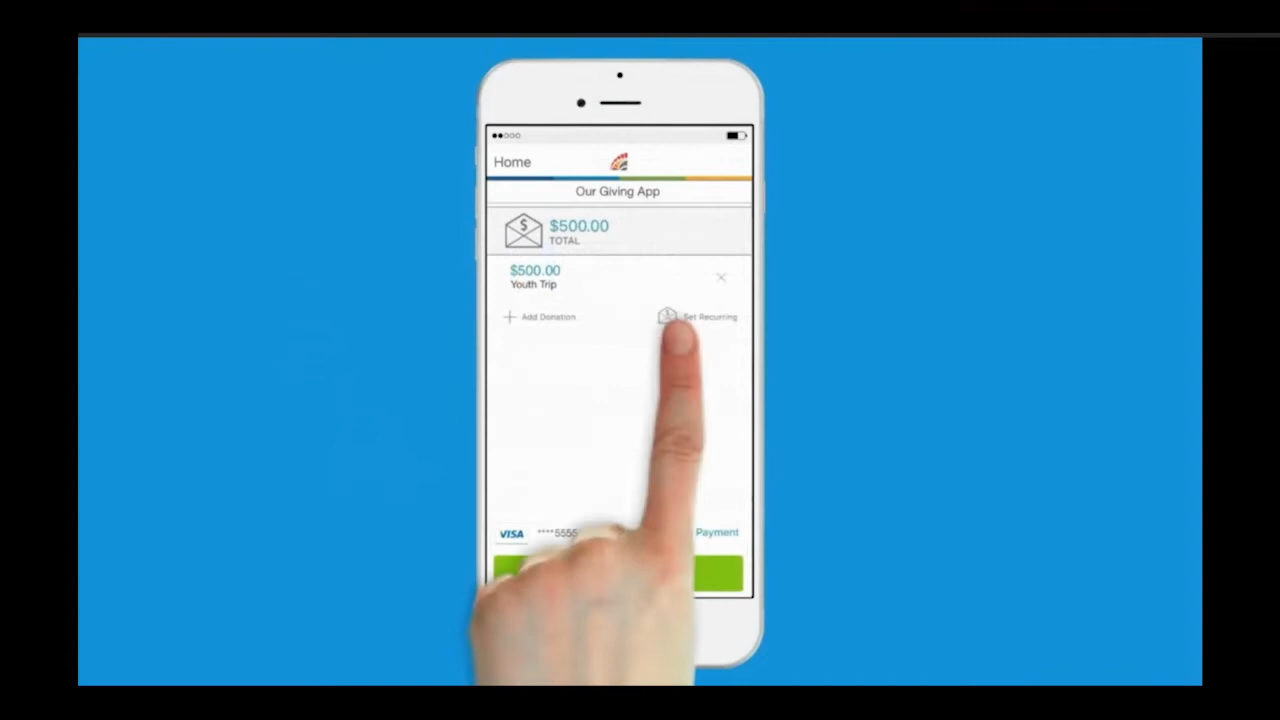 Home
Our Giving App
$500.00
TOTAL
$500.00
Youth Trip
Add Donation
Set Recurring
VISA ****5555 Payment